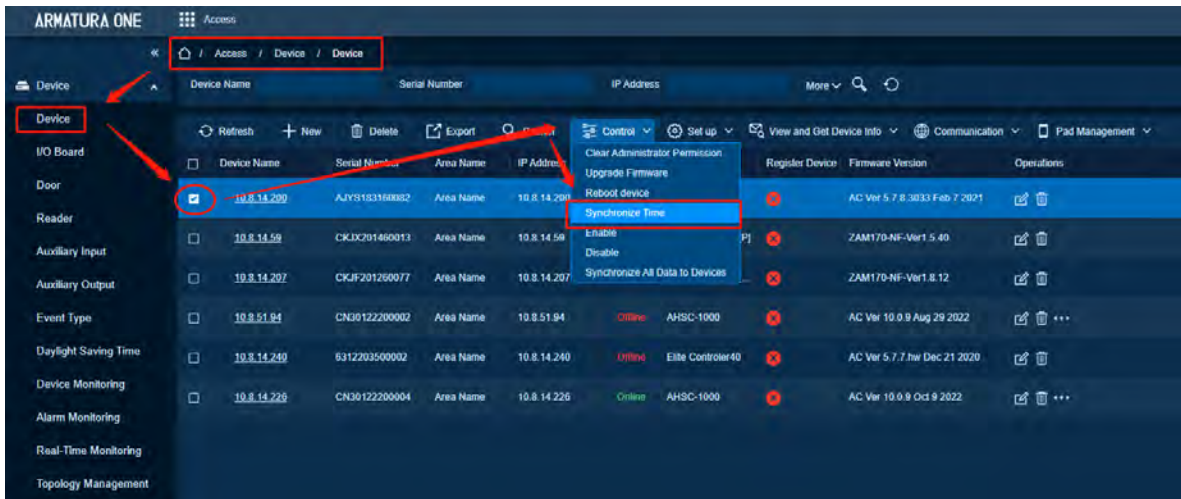 ARMATURA ONE
Access
«
/ Access / Device / Device
Device
Device Name Serial Number IP Address More
Device
Refresh New Delete Export Control Set up View and Get Device Info Communication Pad Management
I/O Board
Device Name Serial Number Area Name IP Address Clear Administrator Permission Register Device Firmware Version Operations
Upgrade Firmware
Door
10.8.14.200 AJYS183160082 Area Name 10.8.14.200 Reboot device AC Ver 5.7.8.3033 Feb 7 2021
Synchronize Time
Reader
10.8.14.59 CKJX201460013 Area Name 10.8.14.59 Enable P] ZAM170-NF-Ver1.5.40
Auxiliary Input
Disable
Auxiliary Output
10.8.14.207 CKJF201260077 Area Name 10.8.14.207 Synchronize All Data to Devices ... ZAM170-NF-Ver1.8.12
Event Type
10.8.51.94 CN30122200002 Area Name 10.8.51.94 Offline AHSC-1000 AC Ver 10.0.9 Aug 29 2022
Daylight Saving Time
10.8.14.240 6312203500002 Area Name 10.8.14.240 Offline Elite Controler40 AC Ver 5.7.7.hw Dec 21 2020
Device Monitoring
10.8.14.226 CN30122200004 Area Name 10.8.14.226 Online AHSC-1000 AC Ver 10.0.9 Oct 9 2022
Alarm Monitoring
Real-Time Monitoring
Topology Management